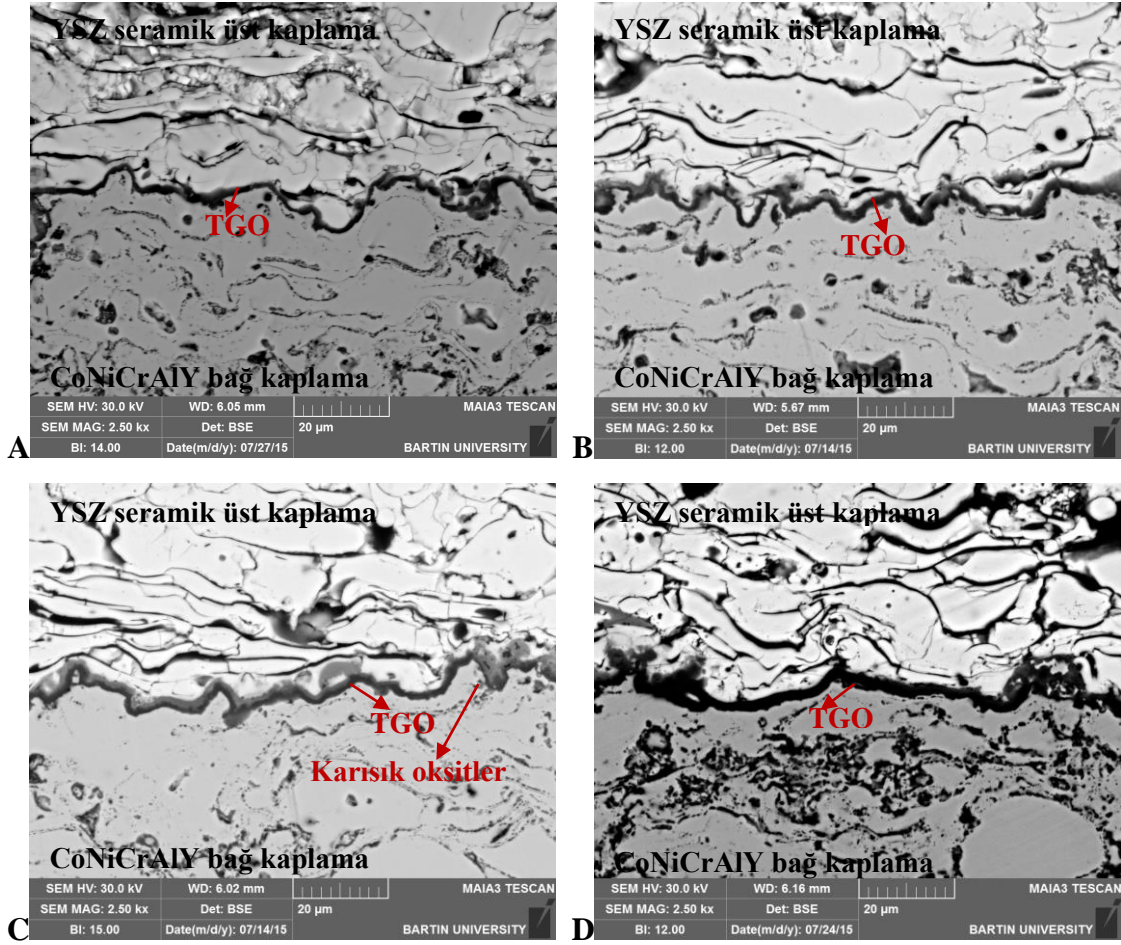 YSZ seramik üst kaplama
TGO
CoNiCrAlY bağ kaplama
SEM HV: 30.0 kV WD: 6.05 mm MAIA3 TESCAN
SEM MAG: 2.50 kx Det: BSE 20 µm
BI: 14.00 Date(m/d/y): 07/27/15 BARTIN UNIVERSITY
A
YSZ seramik üst kaplama
TGO
CoNiCrAlY bağ kaplama
SEM HV: 30.0 kV WD: 5.67 mm MAIA3 TESCAN
SEM MAG: 2.50 kx Det: BSE 20 µm
BI: 12.00 Date(m/d/y): 07/14/15 BARTIN UNIVERSITY
B
YSZ seramik üst kaplama
TGO
Karısık oksitler
CoNiCrAlY bağ kaplama
SEM HV: 30.0 kV WD: 6.02 mm MAIA3 TESCAN
SEM MAG: 2.50 kx Det: BSE 20 µm
BI: 15.00 Date(m/d/y): 07/14/15 BARTIN UNIVERSITY
C
YSZ seramik üst kaplama
TGO
CoNiCrAlY bağ kaplama
SEM HV: 30.0 kV WD: 6.16 mm MAIA3 TESCAN
SEM MAG: 2.50 kx Det: BSE 20 µm
BI: 12.00 Date(m/d/y): 07/24/15 BARTIN UNIVERSITY
D